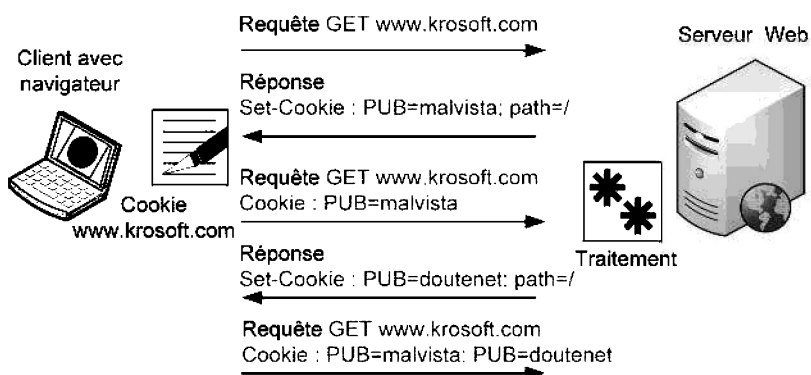 Requête GET www.krosoft.com
Serveur Web
Client avec
navigateur
Réponse
Set-Cookie : PUB=malvista; path=/
Requête GET www.krosoft.com
Cookie : PUB=malvista
Cookie
www.krosoft.com
Traitement
Réponse
Set-Cookie : PUB=doutenet; path=/
Requête GET www.krosoft.com
Cookie : PUB=malvista; PUB=doutenet